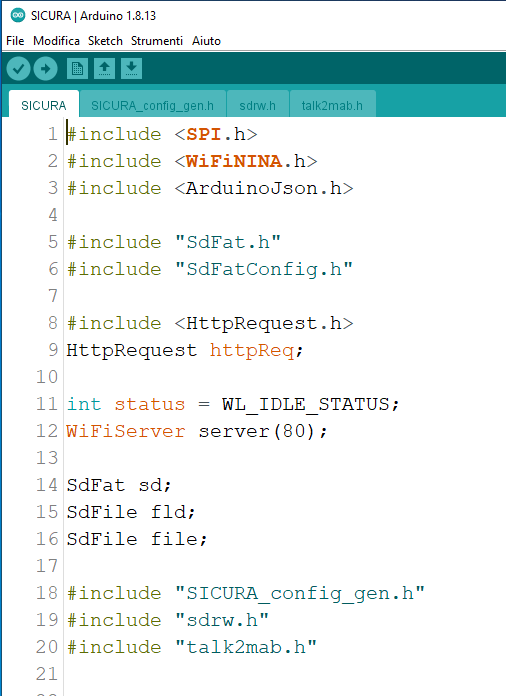 SICURA | Arduino 1.8.13
File Modifica Sketch Strumenti Aiuto
SICURA SICURA_config_gen.h sdrw.h talk2mab.h
1 #include <SPI.h>
2 #include <WiFiNINA.h>
3 #include <ArduinoJson.h>
4
5 #include "SdFat.h"
6 #include "SdFatConfig.h"
7
8 #include <HttpRequest.h>
9 HttpRequest httpReq;
10
11 int status = WL_IDLE_STATUS;
12 WiFiServer server(80);
13
14 SdFat sd;
15 SdFile fld;
16 SdFile file;
17
18 #include "SICURA_config_gen.h"
19 #include "sdrw.h"
20 #include "talk2mab.h"
21